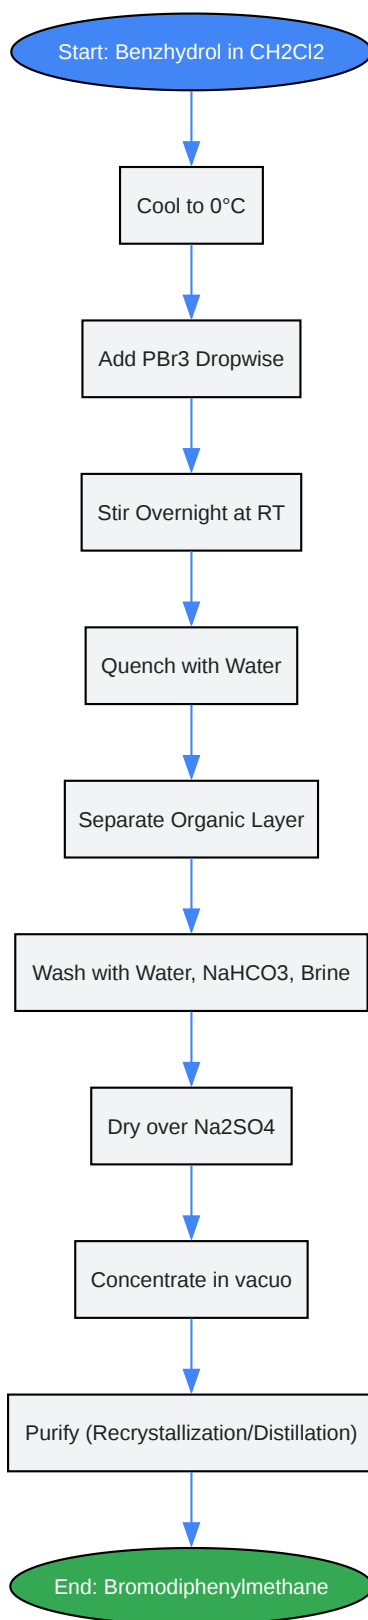 Start: Benzhydrol in CH2Cl2
Cool to 0°C
Add PBr3 Dropwise
Stir Overnight at RT
Quench with Water
Separate Organic Layer
Wash with Water, NaHCO3, Brine
Dry over Na2SO4
Concentrate in vacuo
Purify (Recrystallization/Distillation)
End: Bromodiphenylmethane